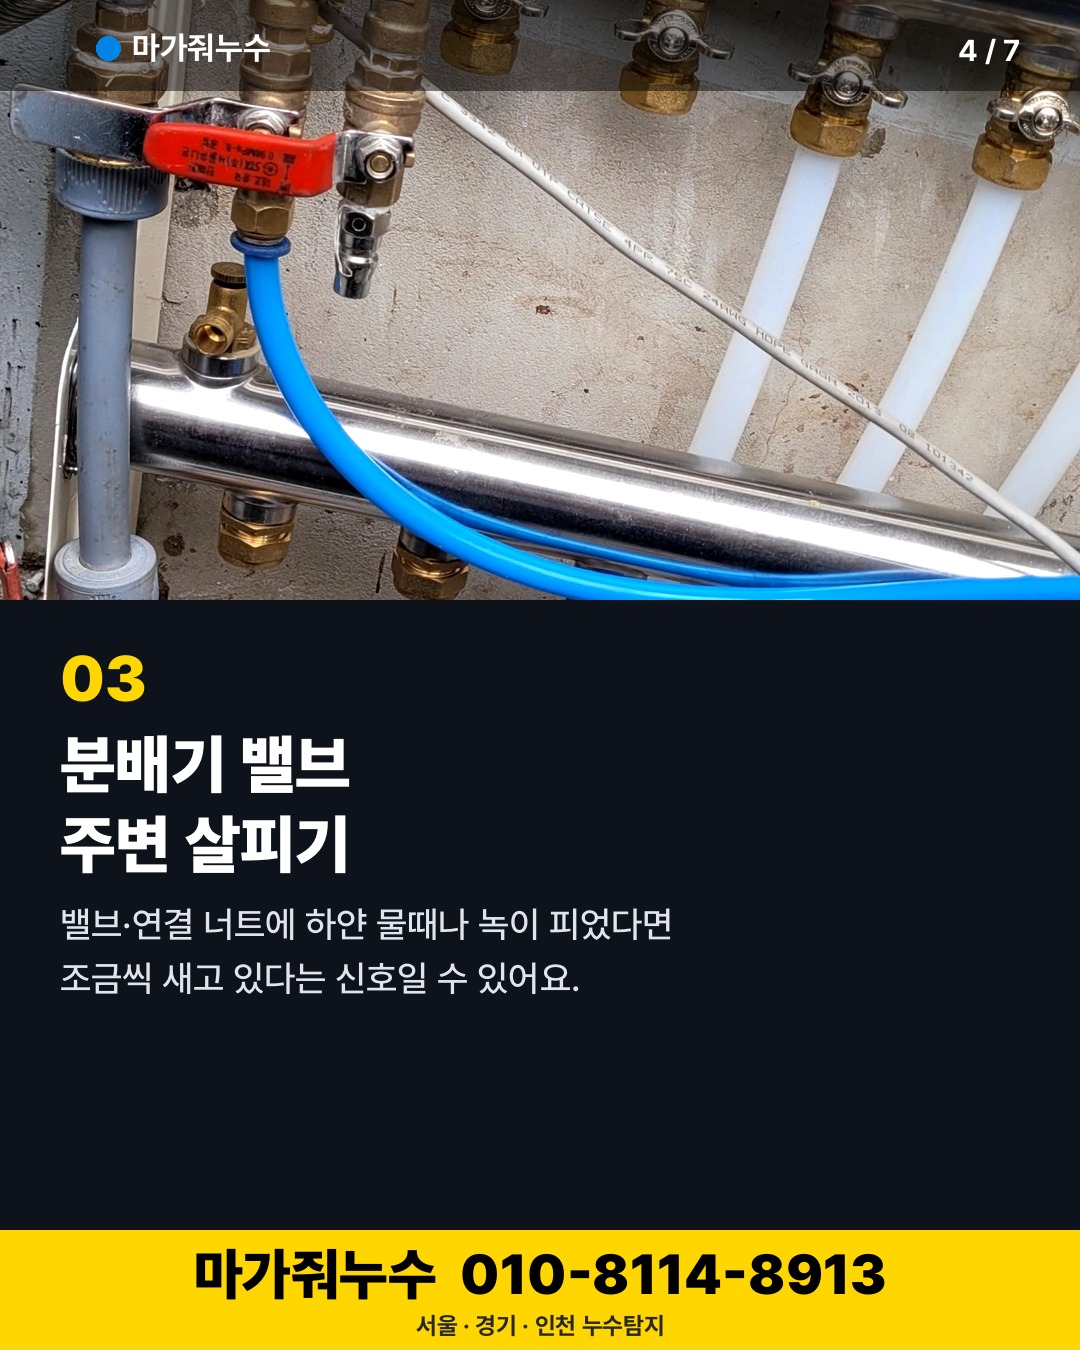 마가줘누수
4 / 7
03
분배기 밸브
주변 살피기
밸브·연결 너트에 하얀 물때나 녹이 피었다면
조금씩 새고 있다는 신호일 수 있어요.
마가줘누수 010-8114-8913
서울 · 경기 · 인천 누수탐지